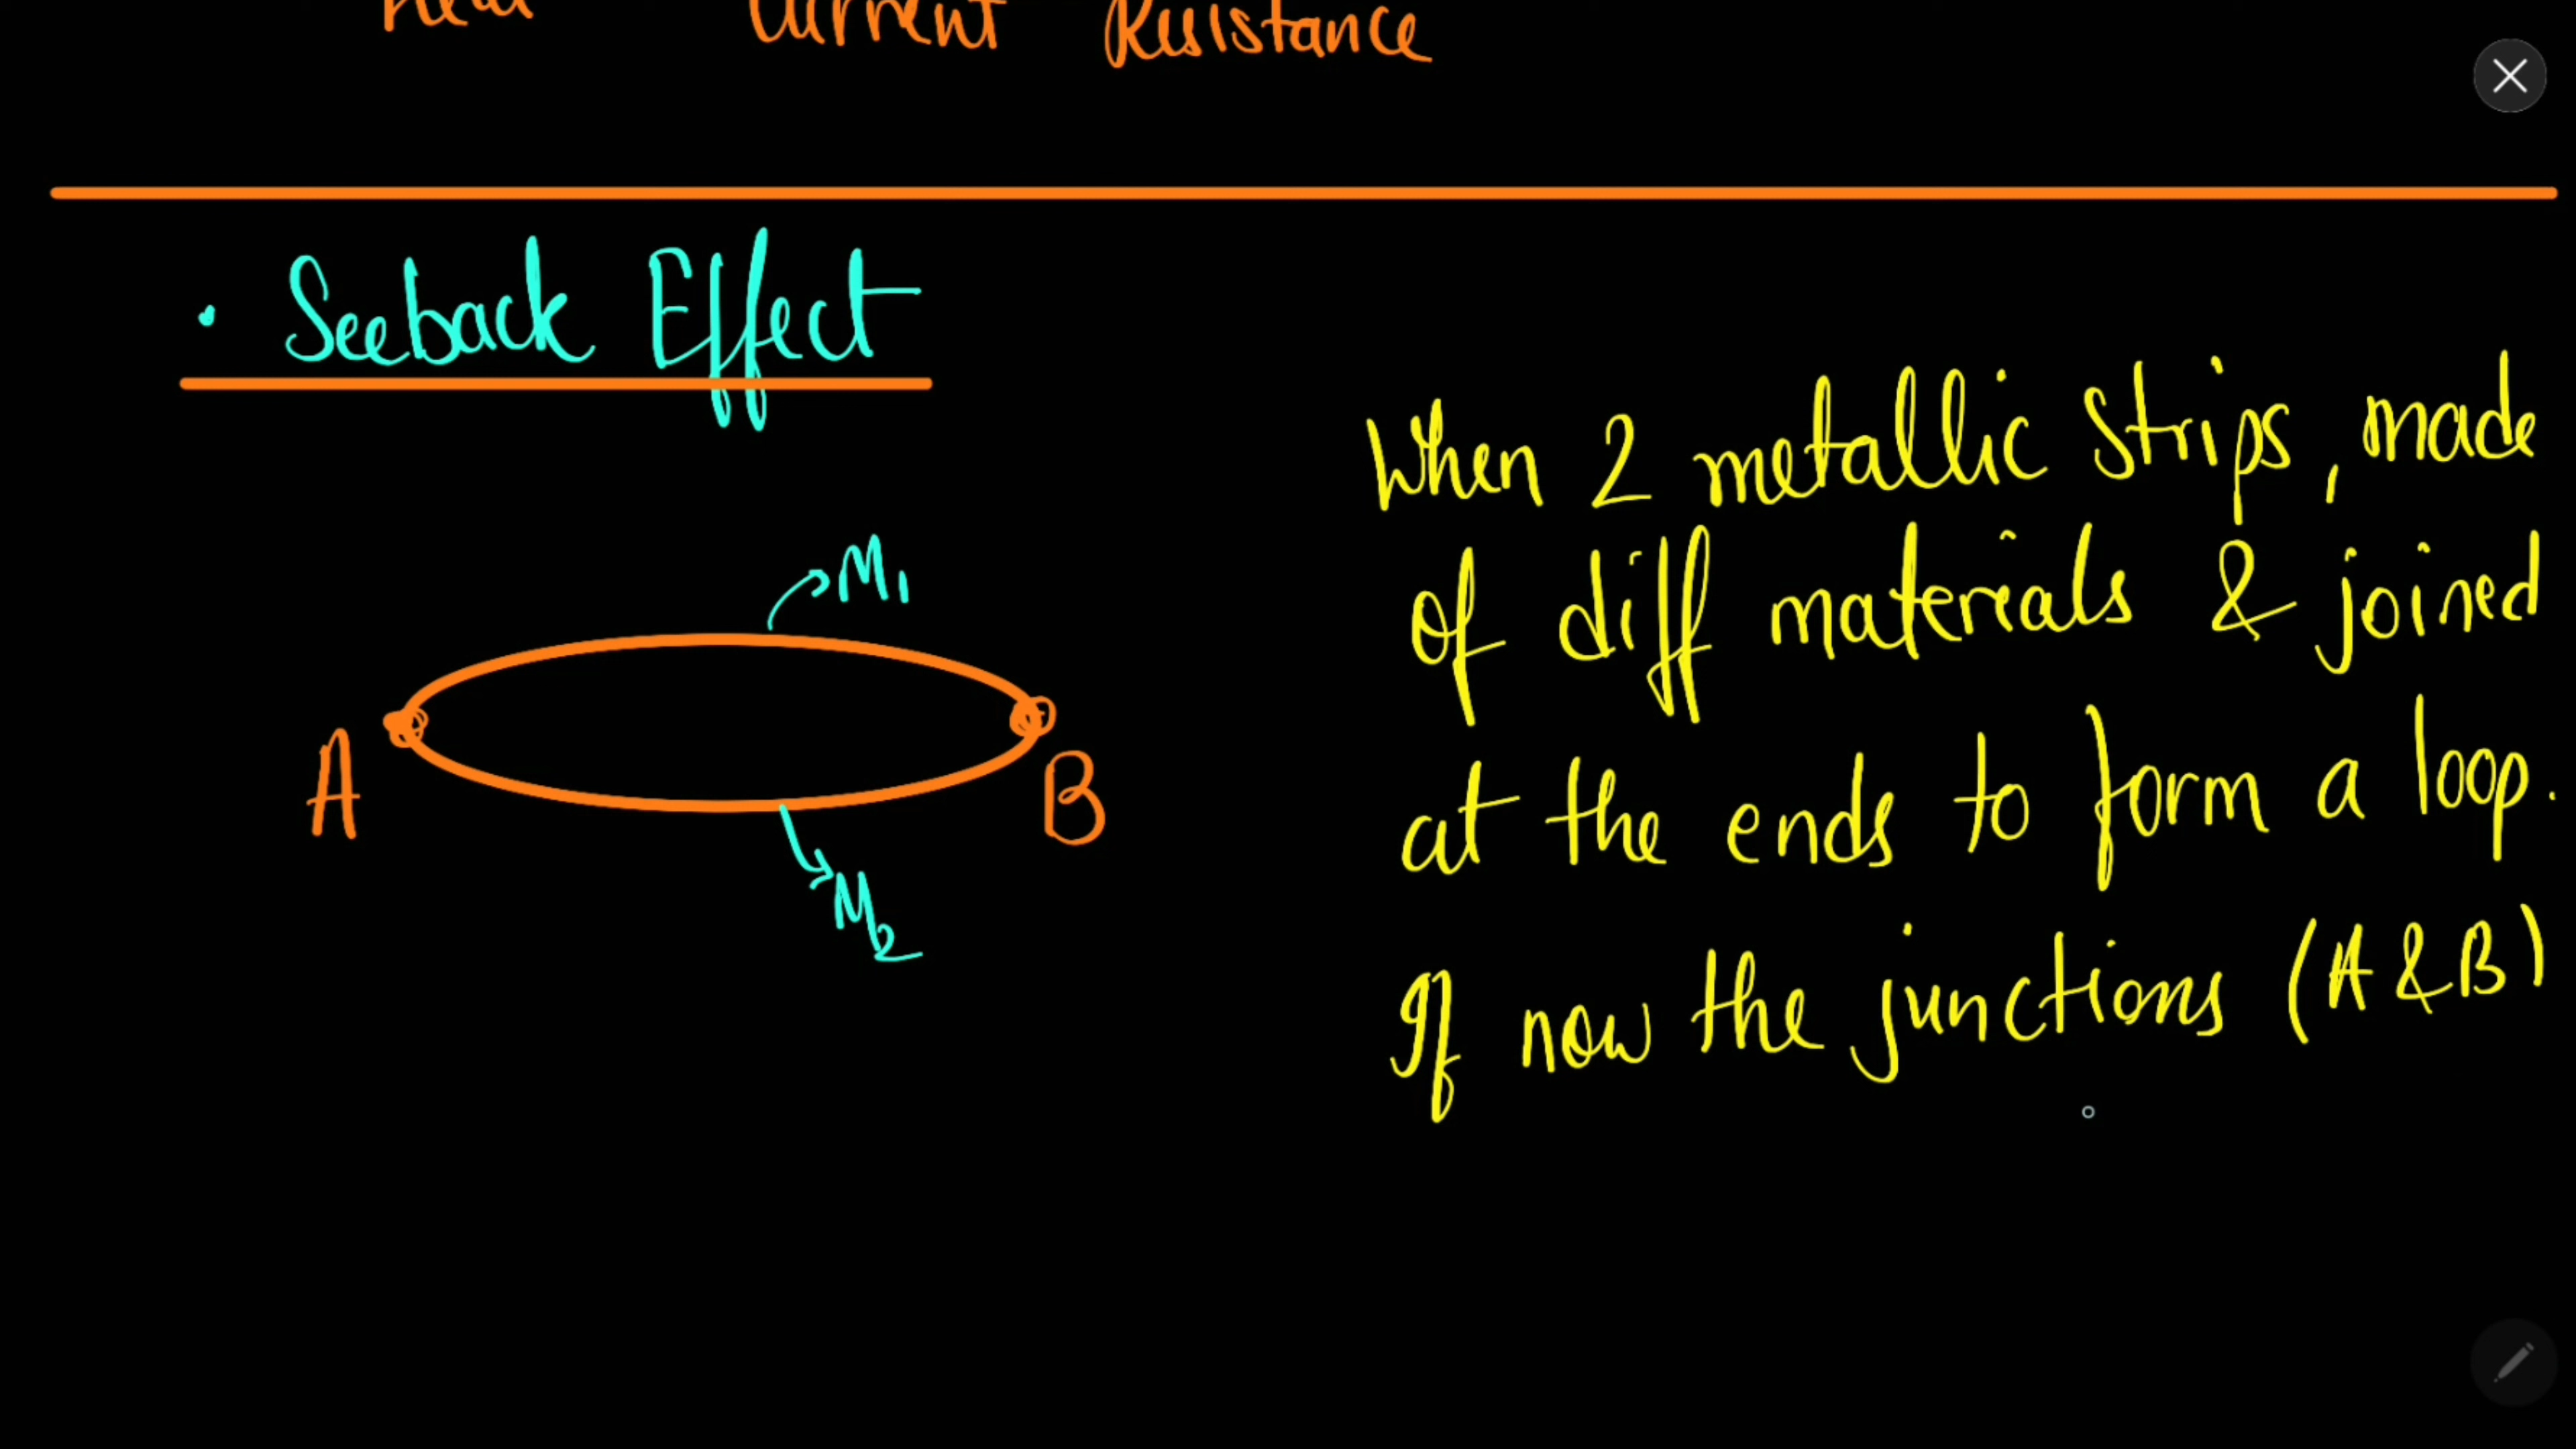 Current Resistance
• Seeback Effect
When 2 metallic strips, made
of diff materials & joined
at the ends to form a loop.
If now the junctions (A & B)
M1
A
B
M2